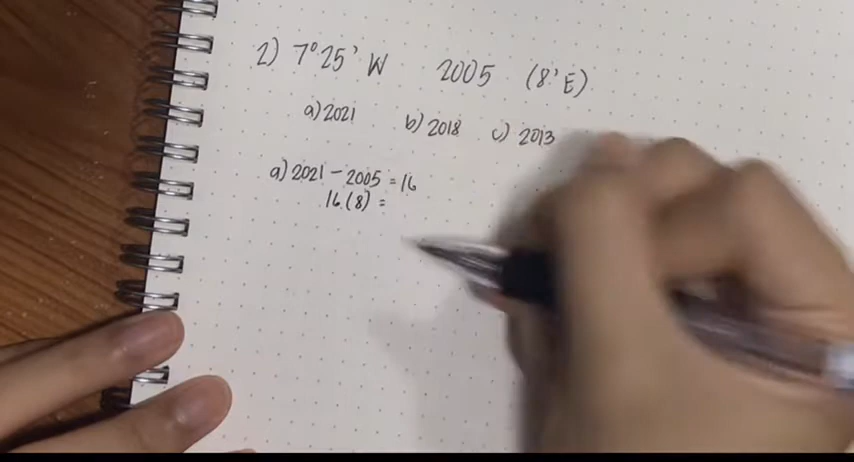 2) 7°25' W 2005 (8' E)
a) 2021 b) 2018 c) 2013
a) 2021 - 2005 = 16
16(8) =